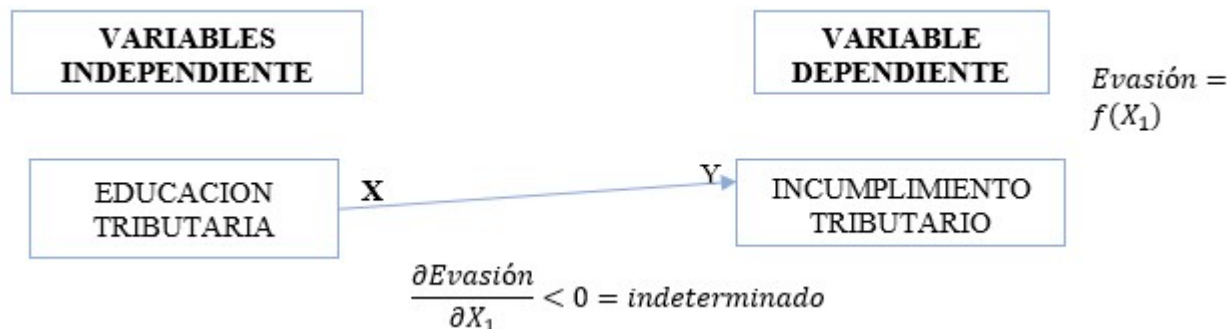 VARIABLES
INDEPENDIENTE
VARIABLE
DEPENDIENTE
Evasión =
f(X₁)
EDUCACION
TRIBUTARIA
X
Y
INCUMPLIMIENTO
TRIBUTARIO
∂Evasión
∂X₁
< 0 = indeterminado